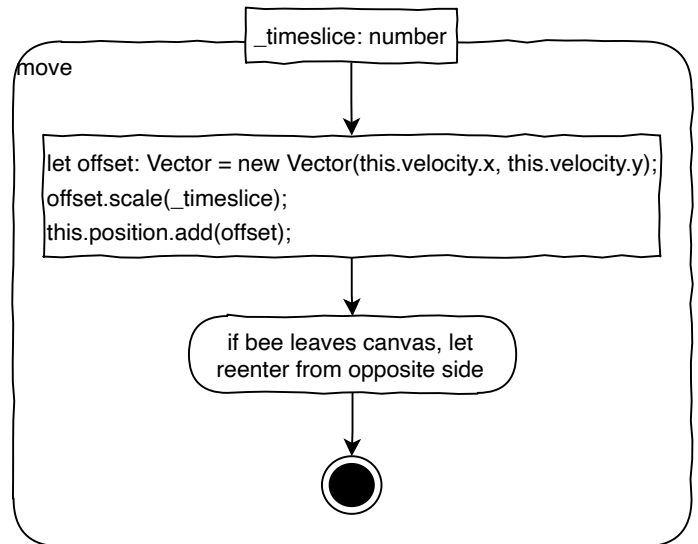 _timeslice: number
move
let offset: Vector = new Vector(this.velocity.x, this.velocity.y);
offset.scale(_timeslice);
this.position.add(offset);
if bee leaves canvas, let
reenter from opposite side